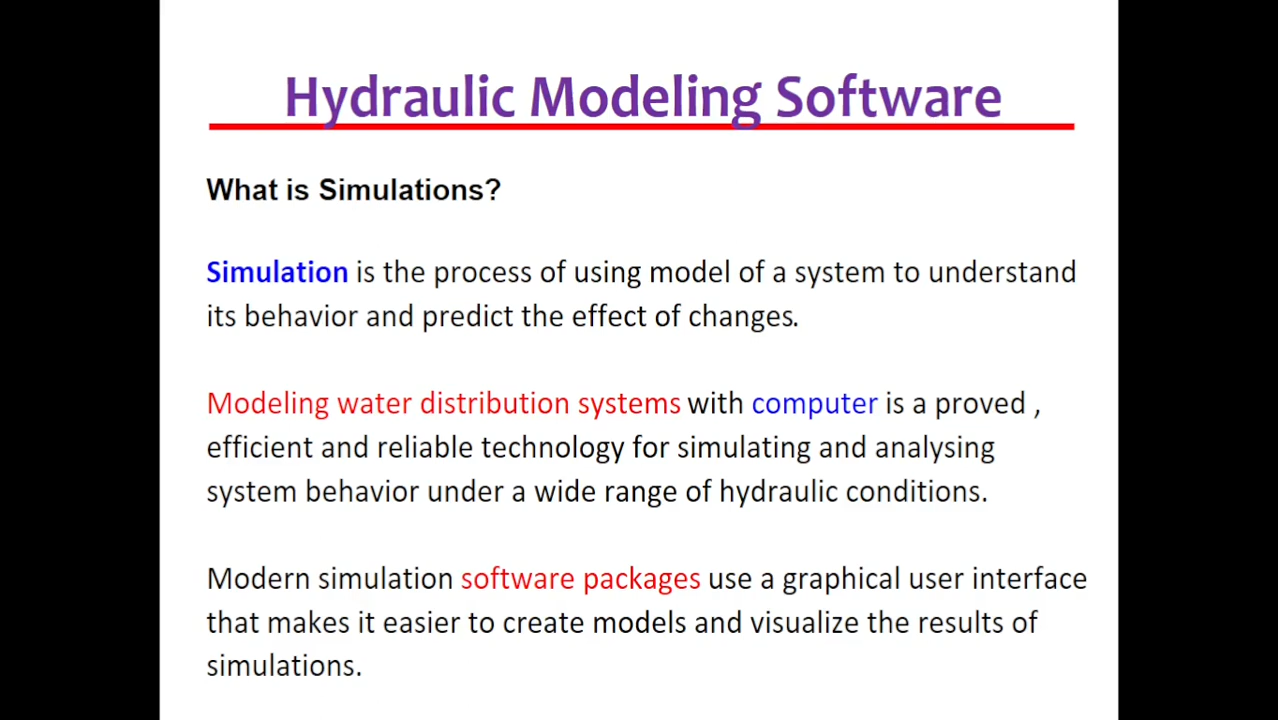 Hydraulic Modeling Software
What is Simulations?
Simulation is the process of using model of a system to understand
its behavior and predict the effect of changes.
Modeling water distribution systems with computer is a proved ,
efficient and reliable technology for simulating and analysing
system behavior under a wide range of hydraulic conditions.
Modern simulation software packages use a graphical user interface
that makes it easier to create models and visualize the results of
simulations.